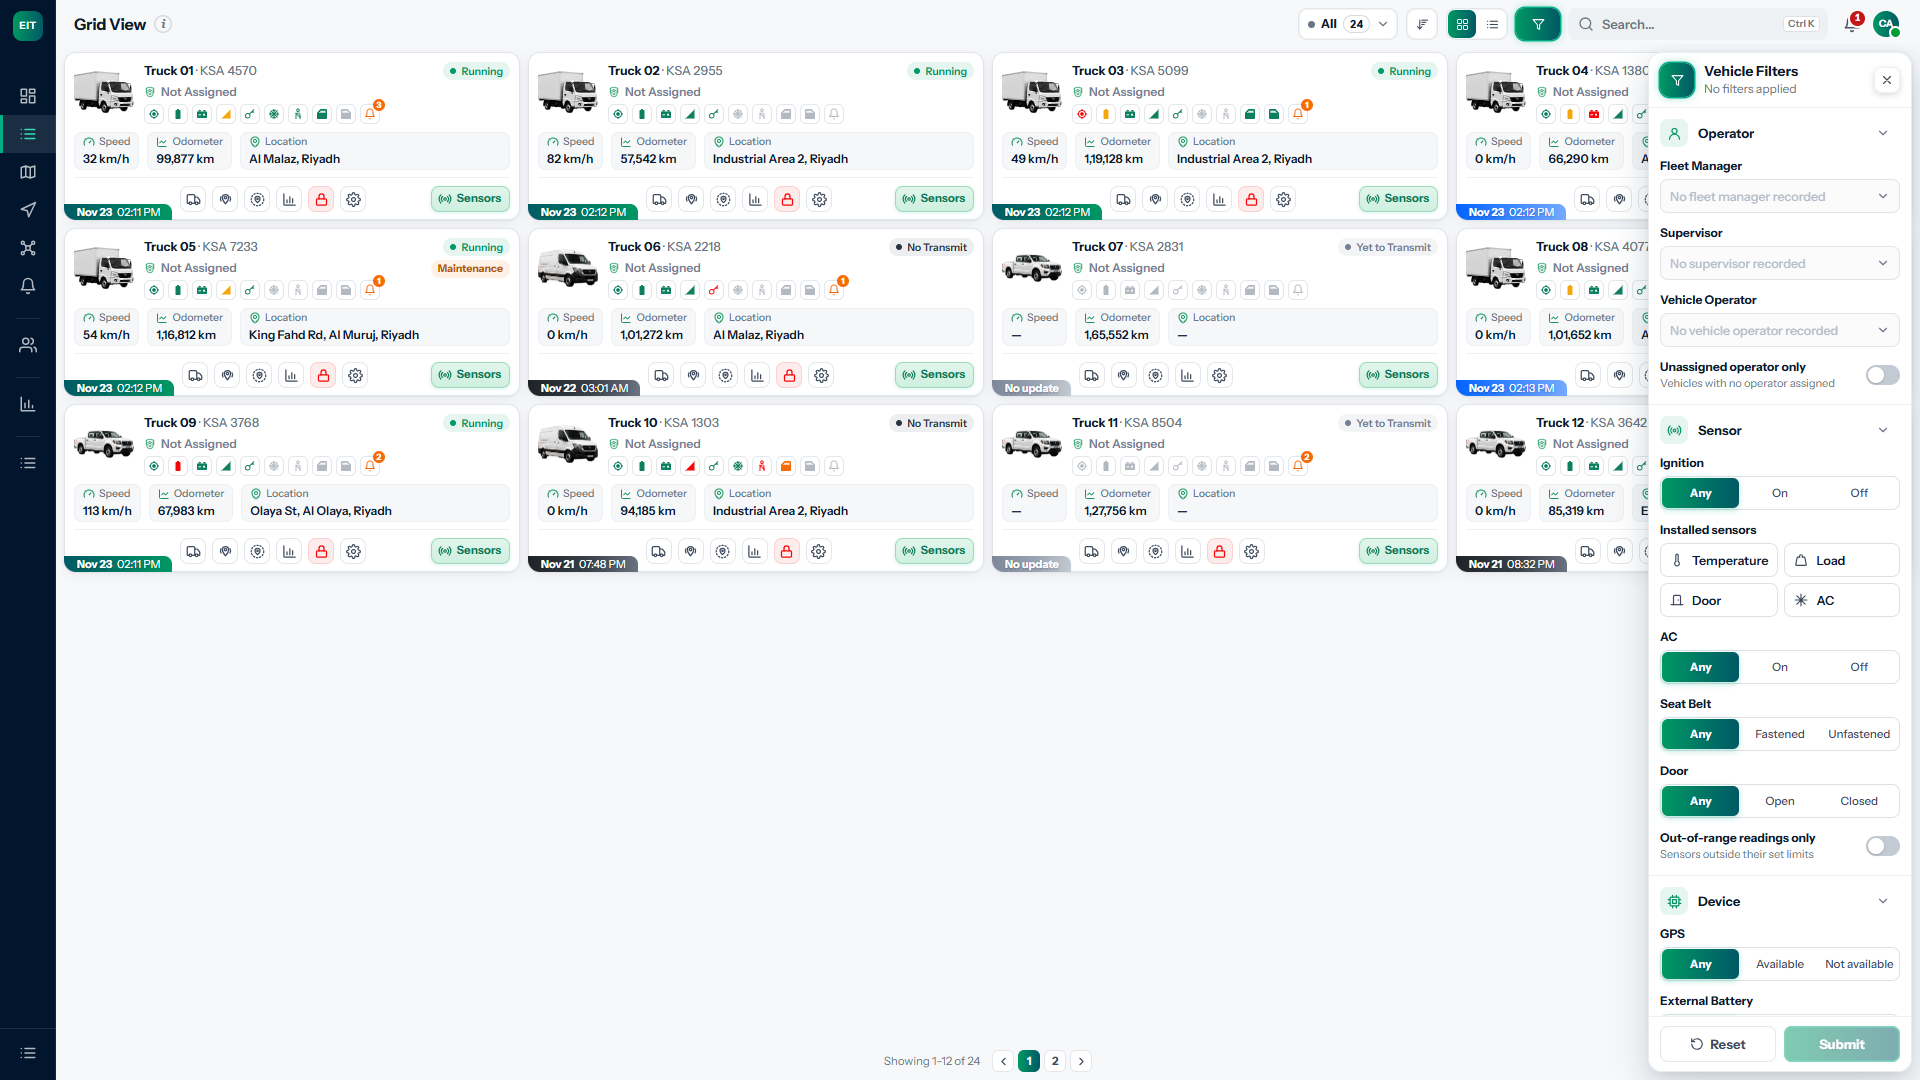 EIT
Grid View
All 24
Search...
Ctrl K
1
CA
Truck 01 · KSA 4570
Running
Not Assigned
3
Speed
32 km/h
Odometer
99,877 km
Location
Al Malaz, Riyadh
Nov 23 02:11 PM
Sensors
Truck 02 · KSA 2955
Running
Not Assigned
Speed
82 km/h
Odometer
57,542 km
Location
Industrial Area 2, Riyadh
Nov 23 02:12 PM
Sensors
Truck 03 · KSA 5099
Running
Not Assigned
1
Speed
49 km/h
Odometer
1,19,128 km
Location
Industrial Area 2, Riyadh
Nov 23 02:12 PM
Sensors
Truck 04 · KSA 1380
Not Assigned
Speed
0 km/h
Odometer
66,290 km
Nov 23 02:12 PM
Truck 05 · KSA 7233
Running
Not Assigned
Maintenance
1
Speed
54 km/h
Odometer
1,16,812 km
Location
King Fahd Rd, Al Muruj, Riyadh
Nov 23 02:12 PM
Sensors
Truck 06 · KSA 2218
No Transmit
Not Assigned
1
Speed
0 km/h
Odometer
1,01,272 km
Location
Al Malaz, Riyadh
Nov 22 03:01 AM
Sensors
Truck 07 · KSA 2831
Yet to Transmit
Not Assigned
Speed
—
Odometer
1,65,552 km
Location
—
No update
Sensors
Truck 08 · KSA 4077
Not Assigned
Speed
0 km/h
Odometer
1,01,652 km
Nov 23 02:13 PM
Truck 09 · KSA 3768
Running
Not Assigned
2
Speed
113 km/h
Odometer
67,983 km
Location
Olaya St, Al Olaya, Riyadh
Nov 23 02:11 PM
Sensors
Truck 10 · KSA 1303
No Transmit
Not Assigned
Speed
0 km/h
Odometer
94,185 km
Location
Industrial Area 2, Riyadh
Nov 21 07:48 PM
Sensors
Truck 11 · KSA 8504
Yet to Transmit
Not Assigned
2
Speed
—
Odometer
1,27,756 km
Location
—
No update
Sensors
Truck 12 · KSA 3642
Not Assigned
Speed
0 km/h
Odometer
85,319 km
Nov 21 08:32 PM
Showing 1–12 of 24
1
2
Vehicle Filters
No filters applied
Operator
Fleet Manager
No fleet manager recorded
Supervisor
No supervisor recorded
Vehicle Operator
No vehicle operator recorded
Unassigned operator only
Vehicles with no operator assigned
Sensor
Ignition
Any On Off
Installed sensors
Temperature Load
Door AC
AC
Any On Off
Seat Belt
Any Fastened Unfastened
Door
Any Open Closed
Out-of-range readings only
Sensors outside their set limits
Device
GPS
Any Available Not available
External Battery
Reset Submit